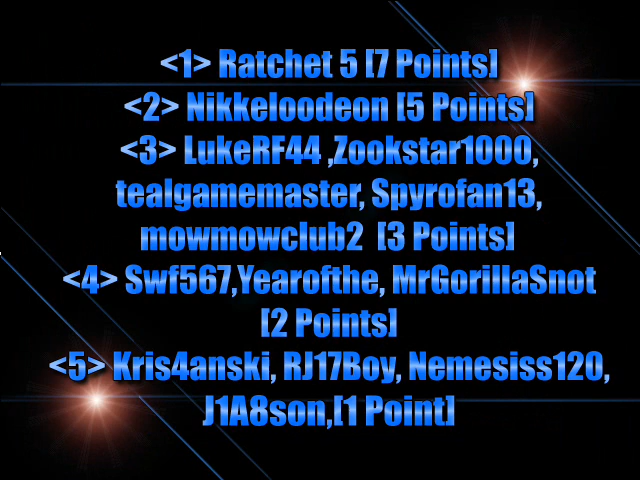 <1> Ratchet 5 [7 Points]
<2> Nikkeloodeon [5 Points]
<3> LukeRF44 ,Zookstar1000,
tealgamemaster, Spyrofan13,
mowmowclub2 [3 Points]
<4> Swf567,Yearofthe, MrGorillaSnot
[2 Points]
<5> Kris4anski, RJ17Boy, Nemesiss120,
J1A8son,[1 Point]